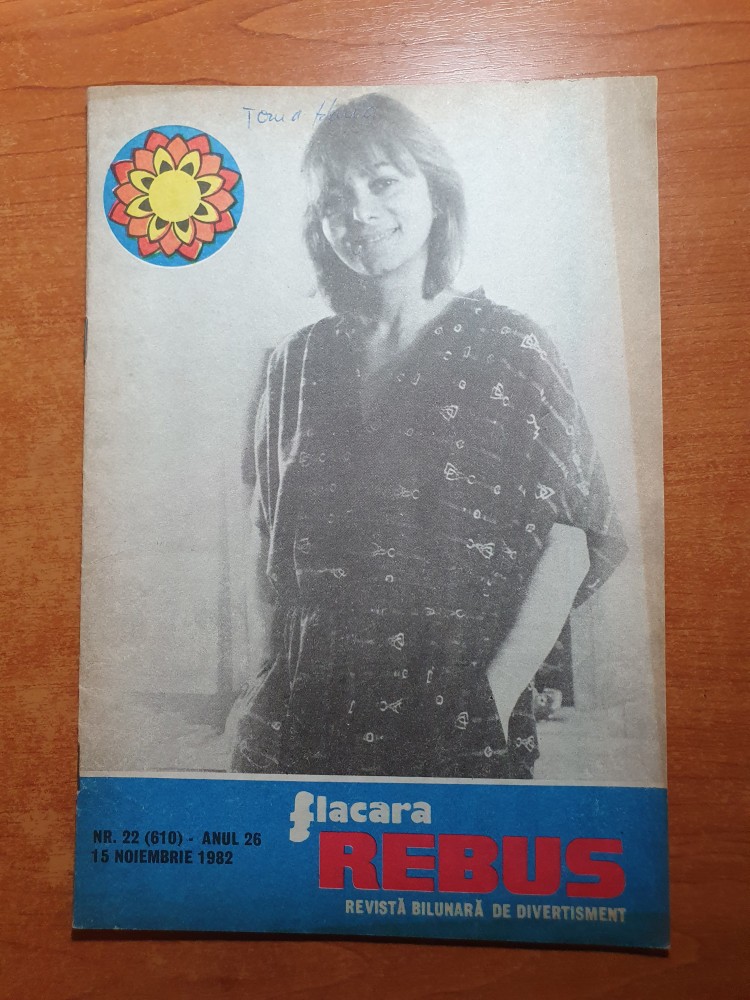 Toma
flacara
NR. 22 (610) - ANUL 26
REBUS
15 NOIEMBRIE 1982
REVISTĂ BILUNARĂ DE DIVERTISMENT